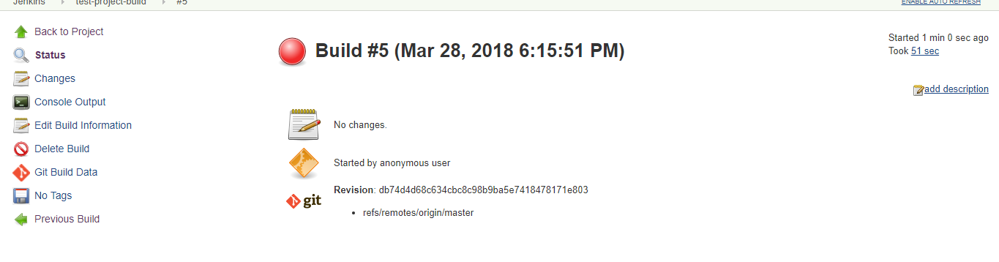 Jenkins test-project-build #5 ENABLE AUTO REFRESH
Back to Project
Status
Changes
Console Output
Edit Build Information
Delete Build
Git Build Data
No Tags
Previous Build
Build #5 (Mar 28, 2018 6:15:51 PM)
Started 1 min 0 sec ago
Took 51 sec
add description
No changes.
Started by anonymous user
git
Revision: db74d4d68c634cbc8c98b9ba5e7418478171e803
refs/remotes/origin/master